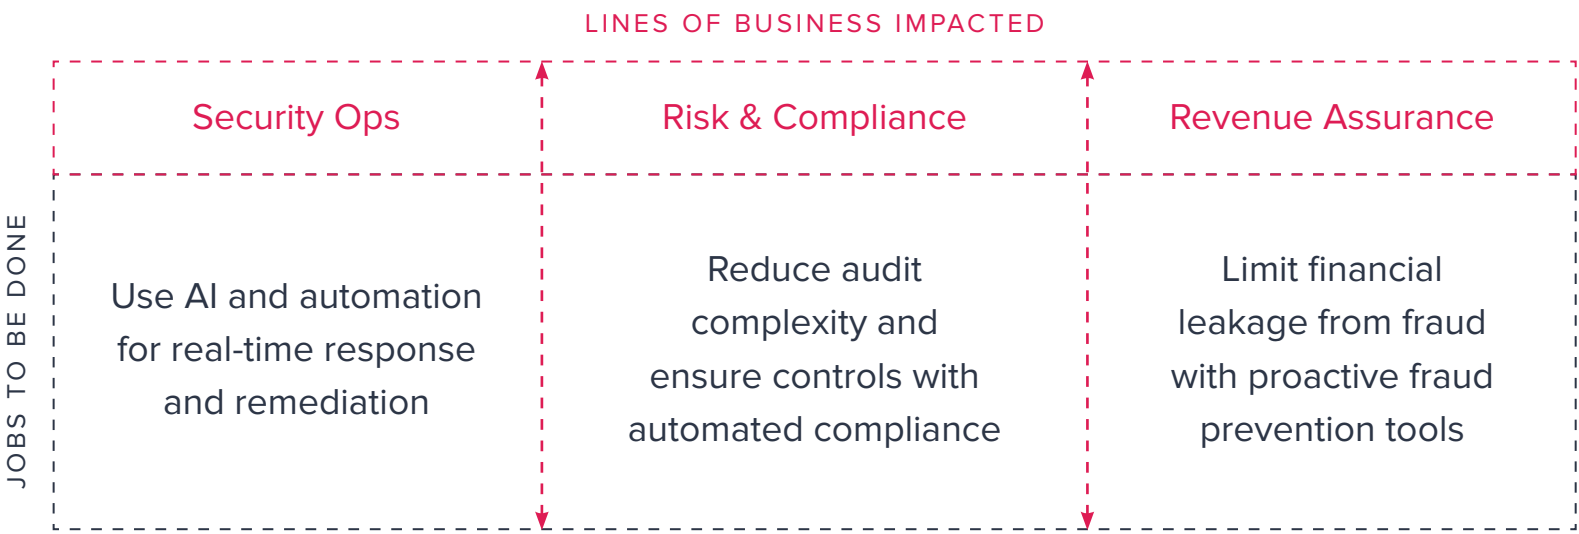 LINES OF BUSINESS IMPACTED
Security Ops
Risk & Compliance
Revenue Assurance
JOBS TO BE DONE
Use AI and automation
for real-time response
and remediation
Reduce audit
complexity and
ensure controls with
automated compliance
Limit financial
leakage from fraud
with proactive fraud
prevention tools